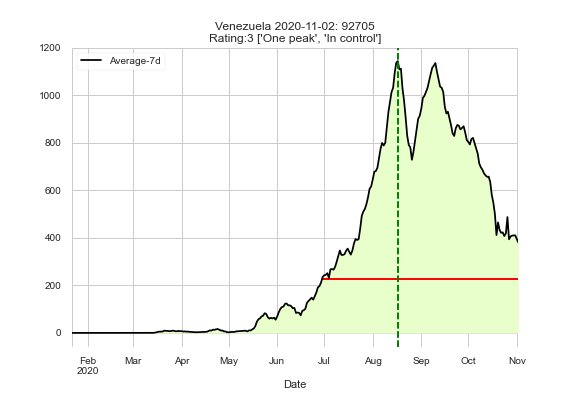 Venezuela 2020-11-02: 92705
Rating:3 ['One peak', 'In control']
1200
Average-7d
1000
800
600
400
200
0
Feb Mar Apr May Jun Jul Aug Sep Oct Nov
2020
Date